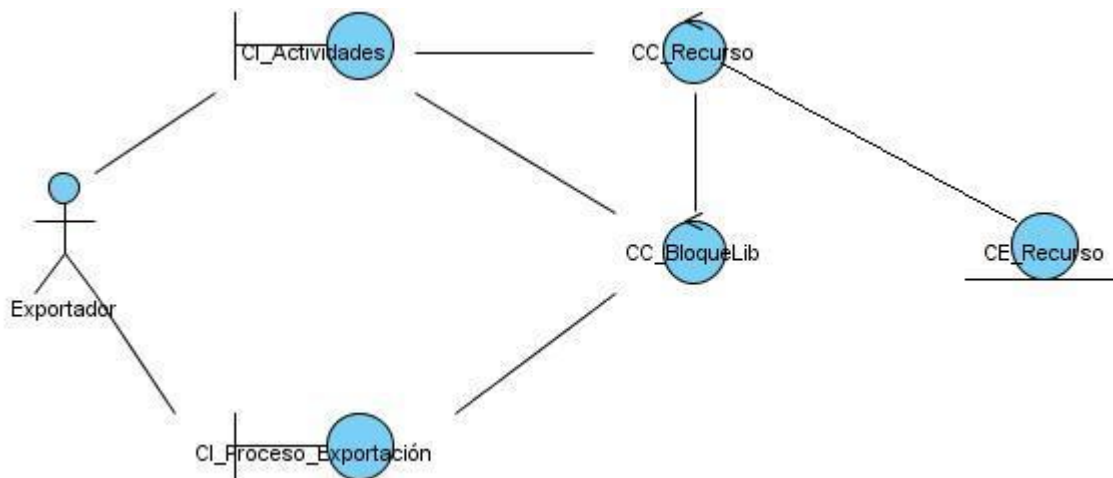 CI_Actividades
CC_Recurso
CC_BloqueLib
CE_Recurso
Exportador
CI_Proceso_Exportación